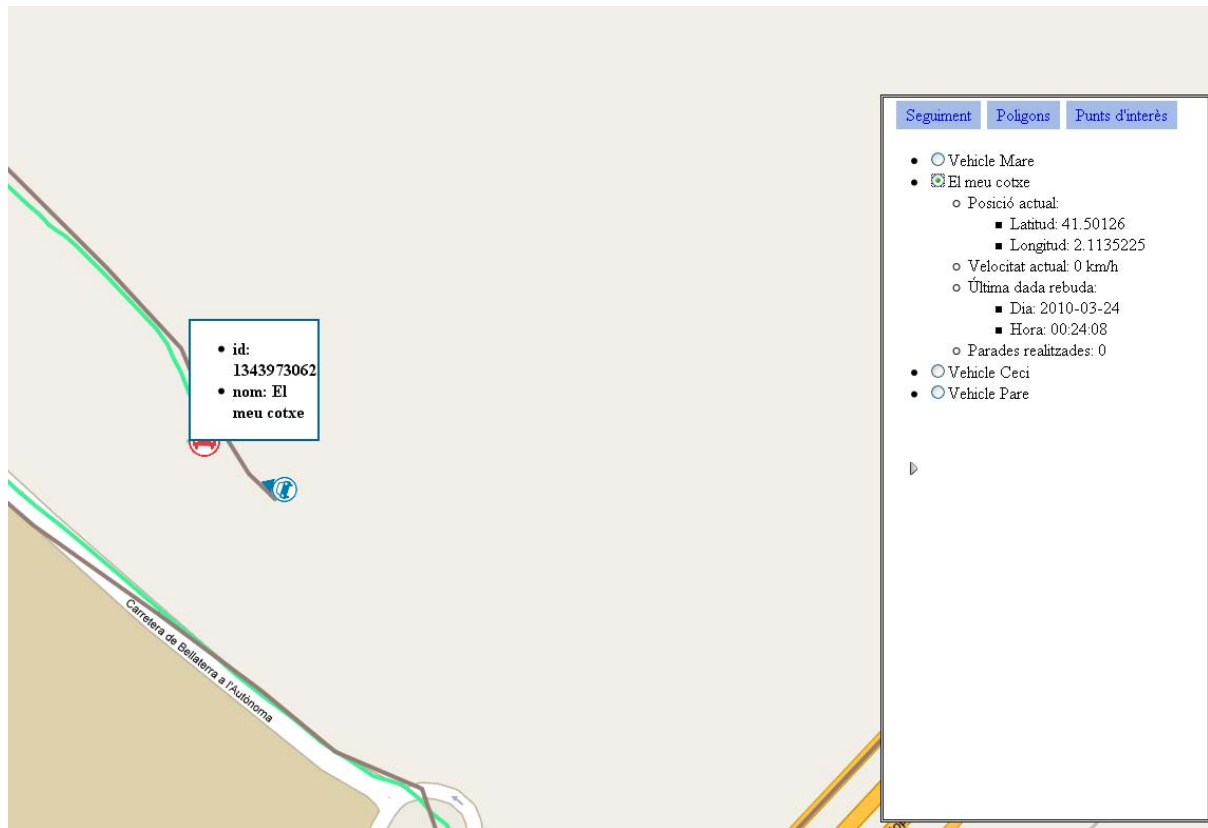 Seguiment Poligons Punts d'interès
Vehicle Mare
El meu cotxe
Posició actual:
Latitud: 41.50126
Longitud: 2.1135225
Velocitat actual: 0 km/h
Última dada rebuda:
Dia: 2010-03-24
Hora: 00:24:08
Parades realitzades: 0
Vehicle Ceci
Vehicle Pare
id:
1343973062
nom: El
meu cotxe
Carretera de Bellaterra a l'Autònoma